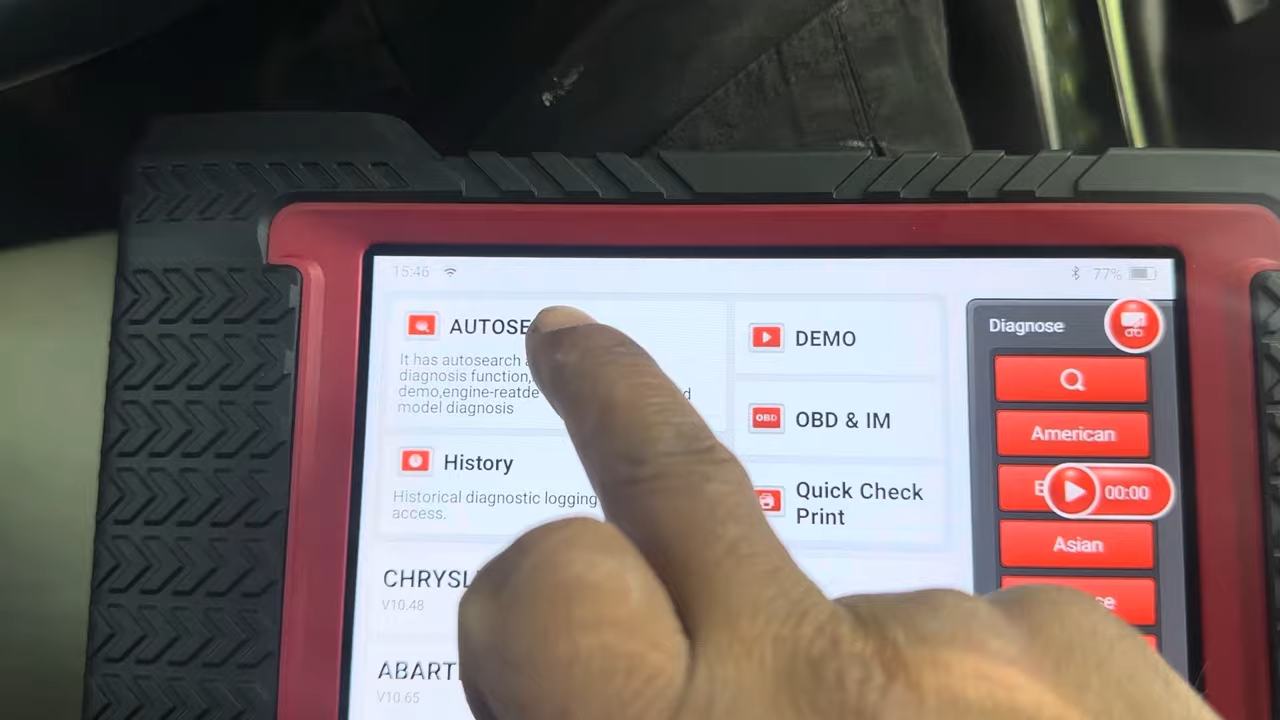 15:46
77%
AUTOSE
It has autosearch
diagnosis function,
demo,engine-reatde
model diagnosis
DEMO
OBD
OBD & IM
History
Historical diagnostic logging
access.
Quick Check
Print
CHRYSL
V10.48
ABART
V10.65
Diagnose
American
E
00:00
Asian